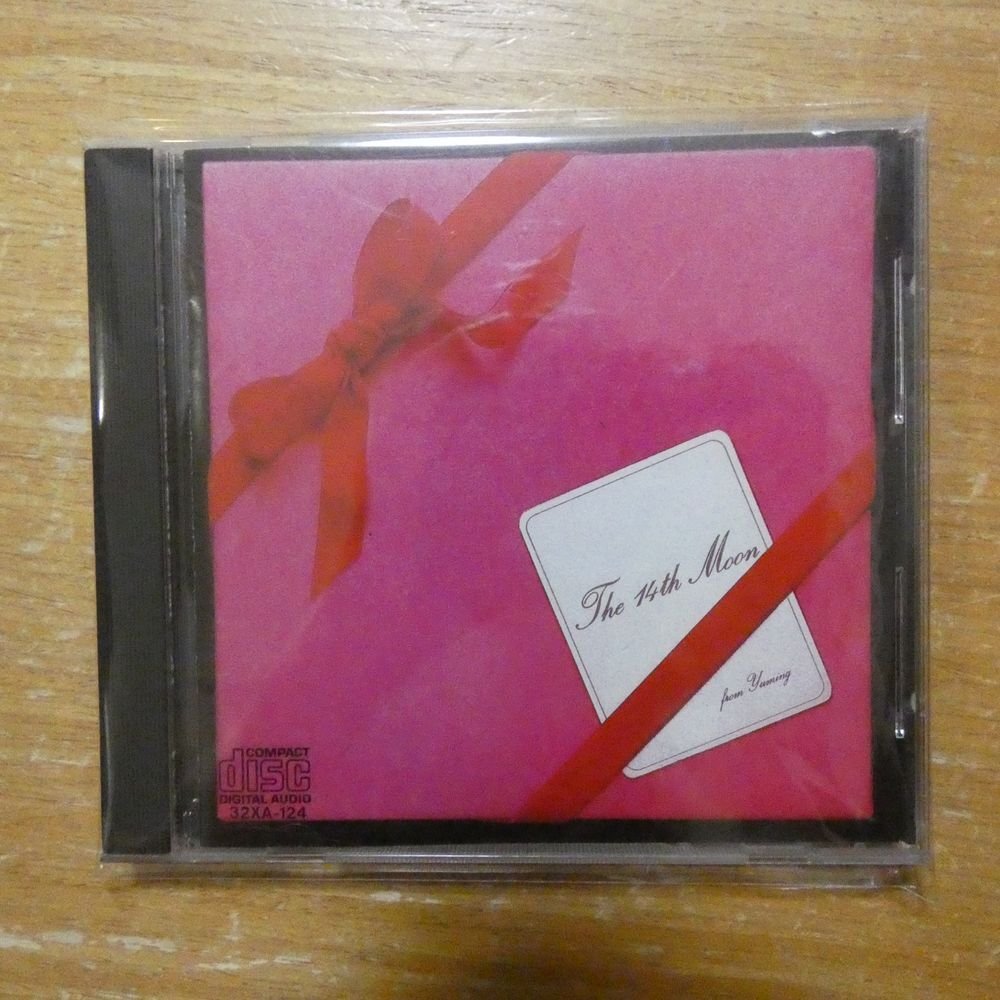 The 14th Moon
from Yuming
COMPACT
disc
DIGITAL AUDIO
32XA-124